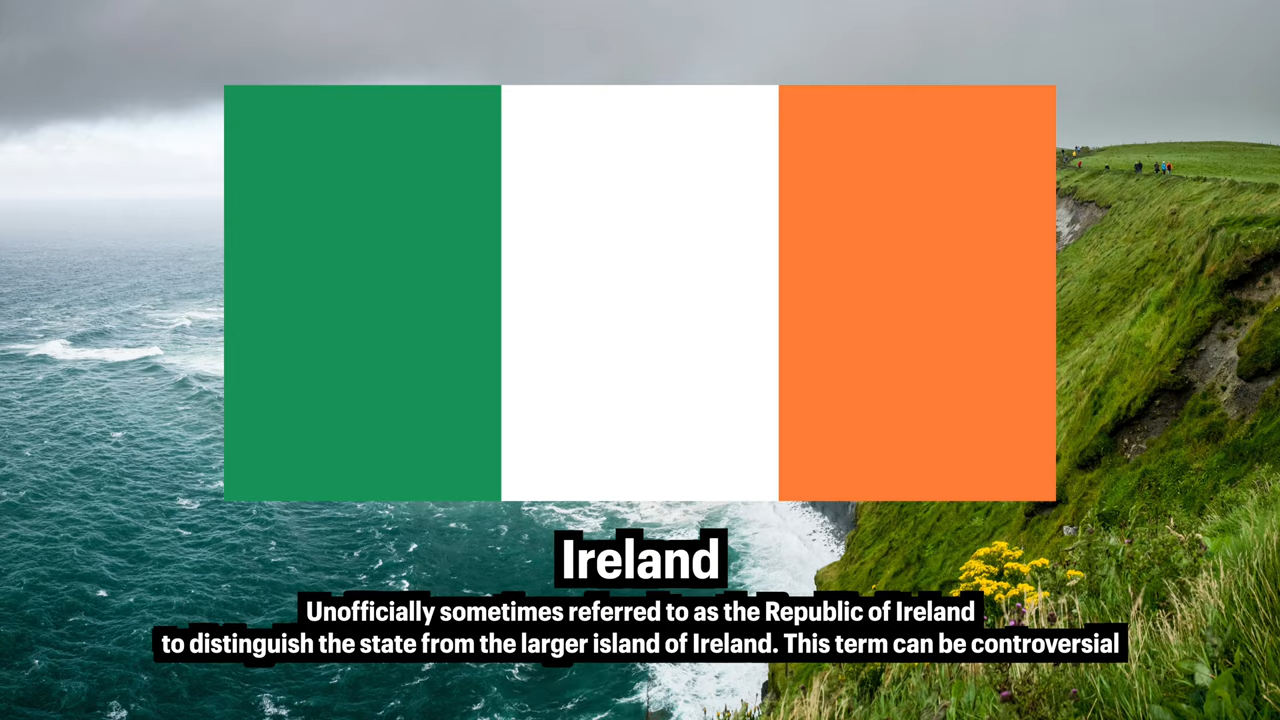 Ireland
Unofficially sometimes referred to as the Republic of Ireland
to distinguish the state from the larger island of Ireland. This term can be controversial